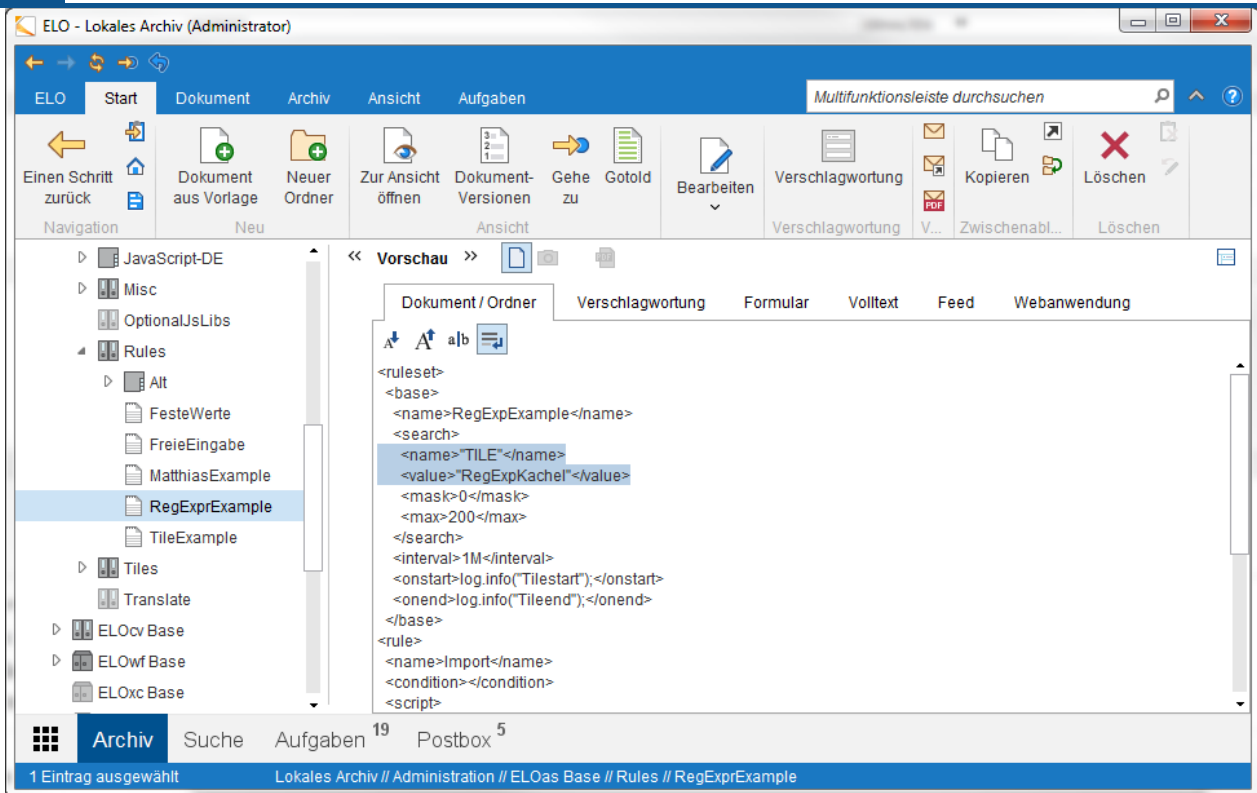 ELO - Lokales Archiv (Administrator)
ELO Start Dokument Archiv Ansicht Aufgaben Multifunktionsleiste durchsuchen
Einen Schritt zurück
Dokument aus Vorlage
Neuer Ordner
Zur Ansicht öffnen
Dokument-Versionen
Gehe zu
GotoId
Bearbeiten
Verschlagwortung
PDF
Kopieren
Löschen
Navigation Neu Ansicht Verschlagwortung V... Zwischenabl... Löschen
JavaScript-DE
Misc
OptionalJsLibs
Rules
Alt
FesteWerte
FreieEingabe
MatthiasExample
RegExprExample
TileExample
Tiles
Translate
ELOcv Base
ELOwf Base
ELOxc Base
« Vorschau »
Dokument / Ordner Verschlagwortung Formular Volltext Feed Webanwendung
A A a|b
<ruleset>
<base>
<name>RegExpExample</name>
<search>
<name>"TILE"</name>
<value>"RegExpKachel"</value>
<mask>0</mask>
<max>200</max>
</search>
<interval>1M</interval>
<onstart>log.info("Tilestart");</onstart>
<onend>log.info("Tileend");</onend>
</base>
<rule>
<name>Import</name>
<condition></condition>
<script>
Archiv Suche Aufgaben 19 Postbox 5
1 Eintrag ausgewählt Lokales Archiv // Administration // ELOas Base // Rules // RegExprExample